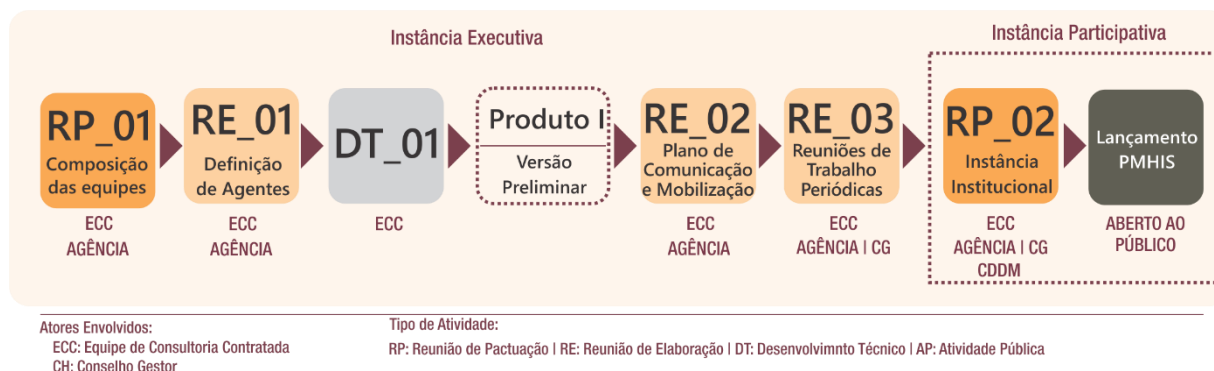 Instância Executiva
Instância Participativa
RP_01
Composição
das equipes
ECC
AGÊNCIA
RE_01
Definição
de Agentes
ECC
AGÊNCIA
DT_01
ECC
Produto I
Versão
Preliminar
RE_02
Plano de
Comunicação
e Mobilização
ECC
AGÊNCIA
RE_03
Reuniões de
Trabalho
Periódicas
ECC
AGÊNCIA I CG
RP_02
Instância
Institucional
ECC
AGÊNCIA I CG
CDDM
Lançamento
PMHIS
ABERTO AO
PÚBLICO
Atores Envolvidos:
ECC: Equipe de Consultoria Contratada
CH: Conselho Gestor
Tipo de Atividade:
RP: Reunião de Pactuação I RE: Reunião de Elaboração I DT: Desenvolvimnto Técnico I AP: Atividade Pública